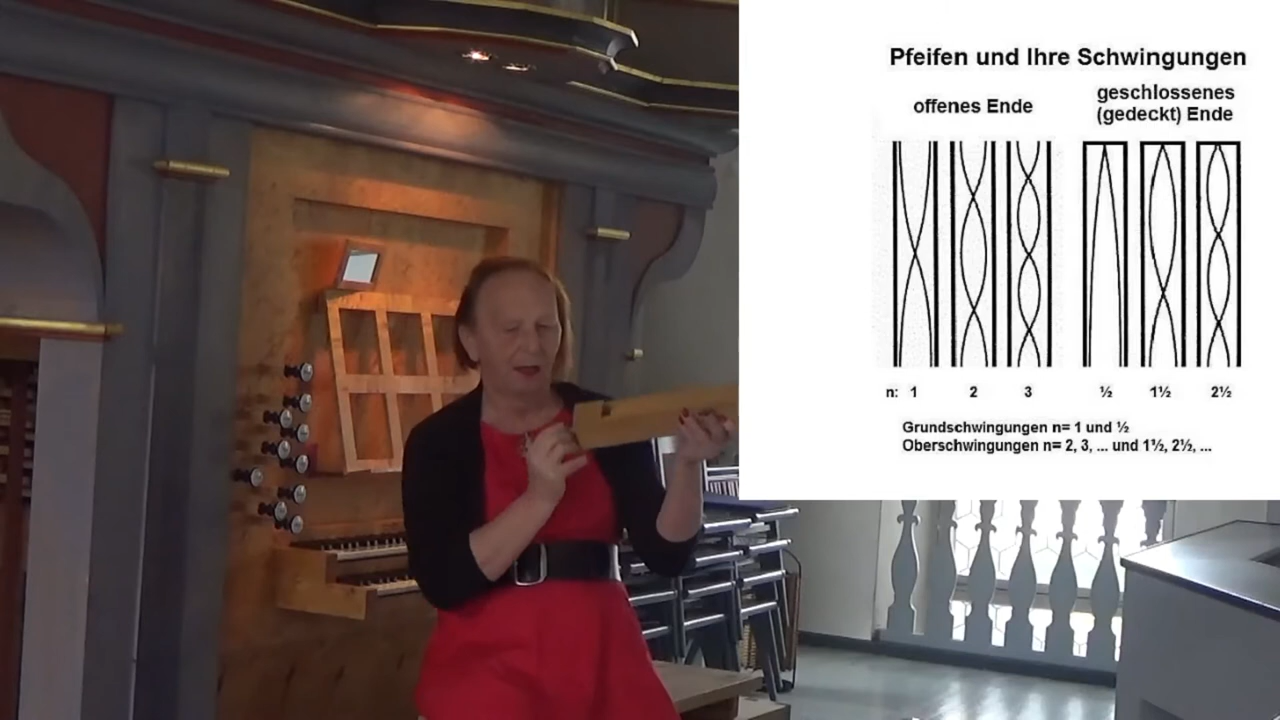 Pfeifen und Ihre Schwingungen
offenes Ende
geschlossenes
(gedeckt) Ende
n: 1 2 3 ½ 1½ 2½
Grundschwingungen n= 1 und ½
Oberschwingungen n= 2, 3, ... und 1½, 2½, ...